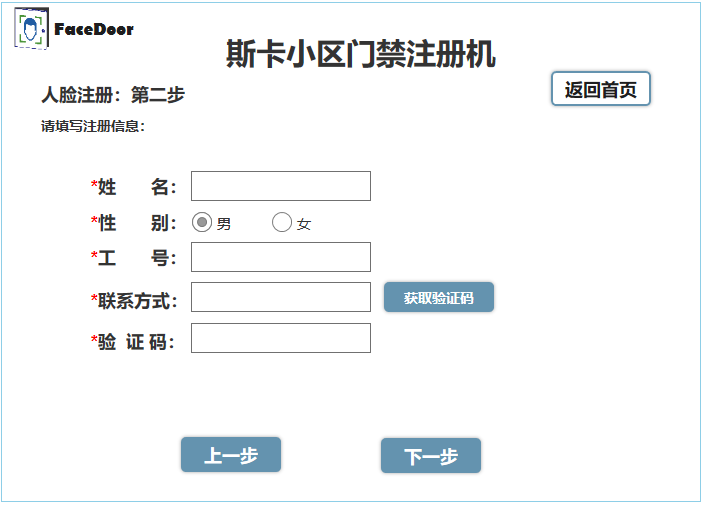 FaceDoor
斯卡小区门禁注册机
返回首页
人脸注册：第二步
请填写注册信息：
*姓 名：
*性 别： 男 女
*工 号：
*联系方式： 获取验证码
*验 证 码：
上一步 下一步